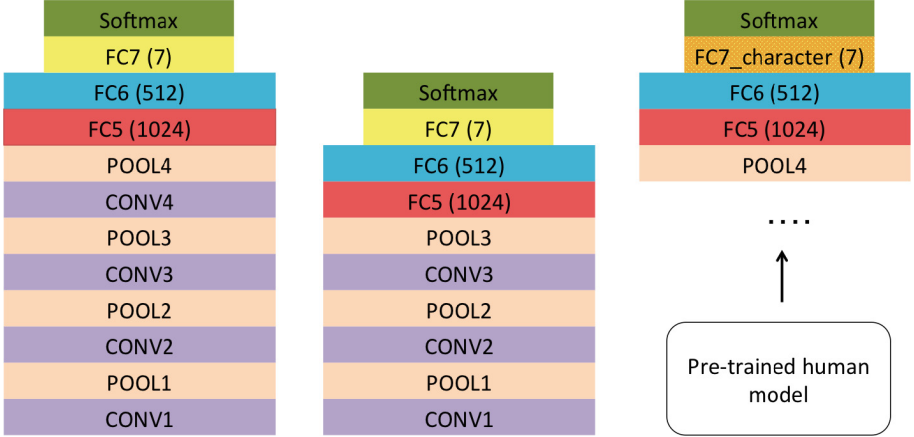 Softmax
FC7 (7)
FC6 (512)
FC5 (1024)
POOL4
CONV4
POOL3
CONV3
POOL2
CONV2
POOL1
CONV1
Softmax
FC7 (7)
FC6 (512)
FC5 (1024)
POOL3
CONV3
POOL2
CONV2
POOL1
CONV1
Softmax
FC7_character (7)
FC6 (512)
FC5 (1024)
POOL4
....
Pre-trained human
model